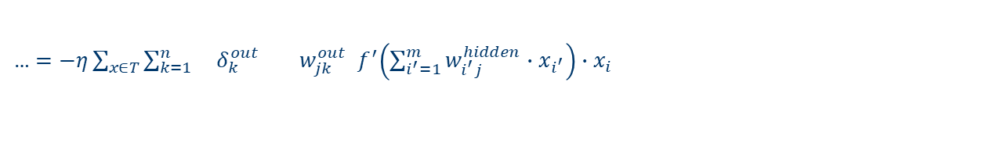 ... = −η ∑_{x∈T} ∑_{k=1}^{n} δ_k^{out} w_{jk}^{out} f′(∑_{i′=1}^{m} w_{i′j}^{hidden} · x_{i′}) · x_i